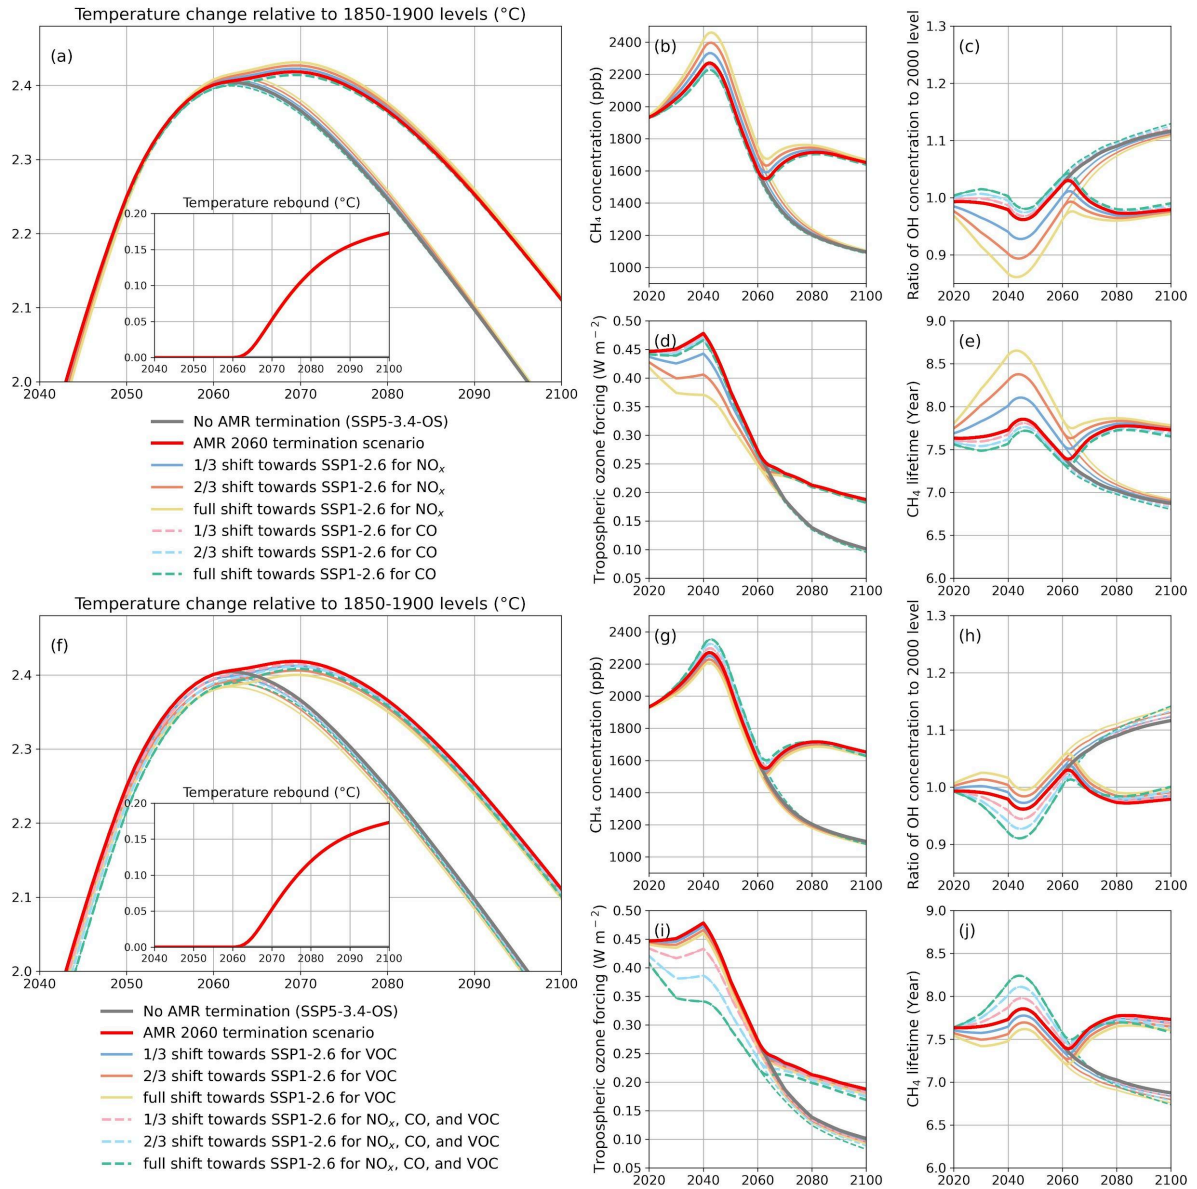 Temperature change relative to 1850-1900 levels (°C)
(a)
2.4
2.3
2.2
2.1
2.0
2040 2050 2060 2070 2080 2090 2100
Temperature rebound (°C)
0.20
0.15
0.10
0.05
0.00
2040 2050 2060 2070 2080 2090 2100
No AMR termination (SSP5-3.4-OS)
AMR 2060 termination scenario
1/3 shift towards SSP1-2.6 for NOₓ
2/3 shift towards SSP1-2.6 for NOₓ
full shift towards SSP1-2.6 for NOₓ
1/3 shift towards SSP1-2.6 for CO
2/3 shift towards SSP1-2.6 for CO
full shift towards SSP1-2.6 for CO
(b)
CH₄ concentration (ppb)
2400
2200
2000
1800
1600
1400
1200
1000
2020 2040 2060 2080 2100
(c)
Ratio of OH concentration to 2000 level
1.3
1.2
1.1
1.0
0.9
2020 2040 2060 2080 2100
(d)
Tropospheric ozone forcing (W m⁻²)
0.50
0.45
0.40
0.35
0.30
0.25
0.20
0.15
0.10
0.05
2020 2040 2060 2080 2100
(e)
CH₄ lifetime (Year)
9.0
8.5
8.0
7.5
7.0
6.5
6.0
2020 2040 2060 2080 2100
Temperature change relative to 1850-1900 levels (°C)
(f)
2.4
2.3
2.2
2.1
2.0
2040 2050 2060 2070 2080 2090 2100
Temperature rebound (°C)
0.20
0.15
0.10
0.05
0.00
2040 2050 2060 2070 2080 2090 2100
No AMR termination (SSP5-3.4-OS)
AMR 2060 termination scenario
1/3 shift towards SSP1-2.6 for VOC
2/3 shift towards SSP1-2.6 for VOC
full shift towards SSP1-2.6 for VOC
1/3 shift towards SSP1-2.6 for NOₓ, CO, and VOC
2/3 shift towards SSP1-2.6 for NOₓ, CO, and VOC
full shift towards SSP1-2.6 for NOₓ, CO, and VOC
(g)
CH₄ concentration (ppb)
2400
2200
2000
1800
1600
1400
1200
1000
2020 2040 2060 2080 2100
(h)
Ratio of OH concentration to 2000 level
1.3
1.2
1.1
1.0
0.9
2020 2040 2060 2080 2100
(i)
Tropospheric ozone forcing (W m⁻²)
0.50
0.45
0.40
0.35
0.30
0.25
0.20
0.15
0.10
0.05
2020 2040 2060 2080 2100
(j)
CH₄ lifetime (Year)
9.0
8.5
8.0
7.5
7.0
6.5
6.0
2020 2040 2060 2080 2100